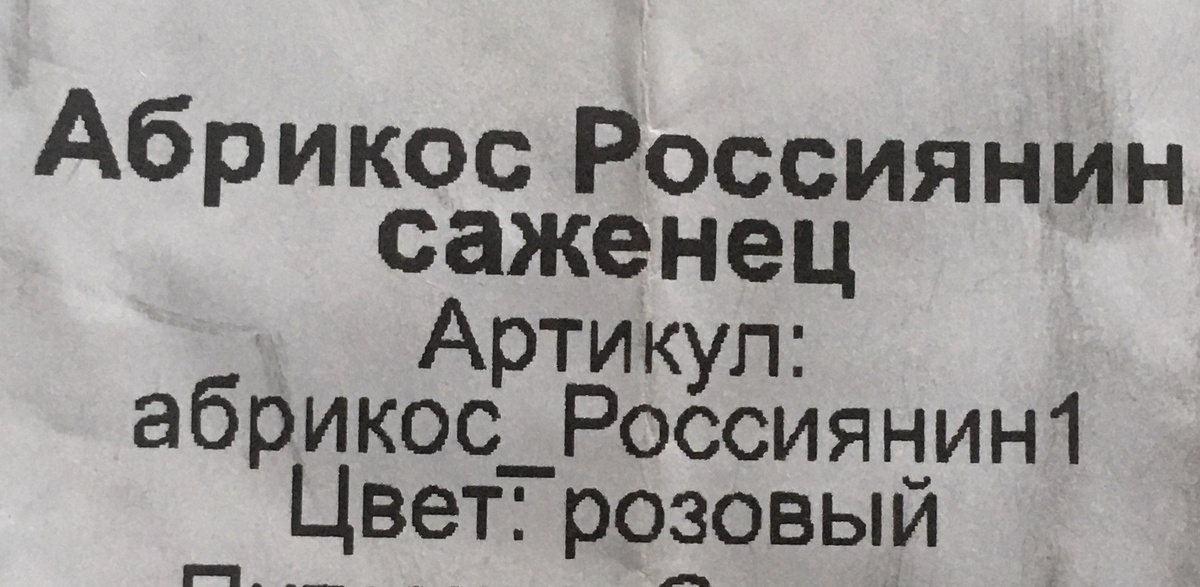 Абрикос Россиянин
саженец
Артикул:
абрикос_Россиянин1
Цвет: розовый